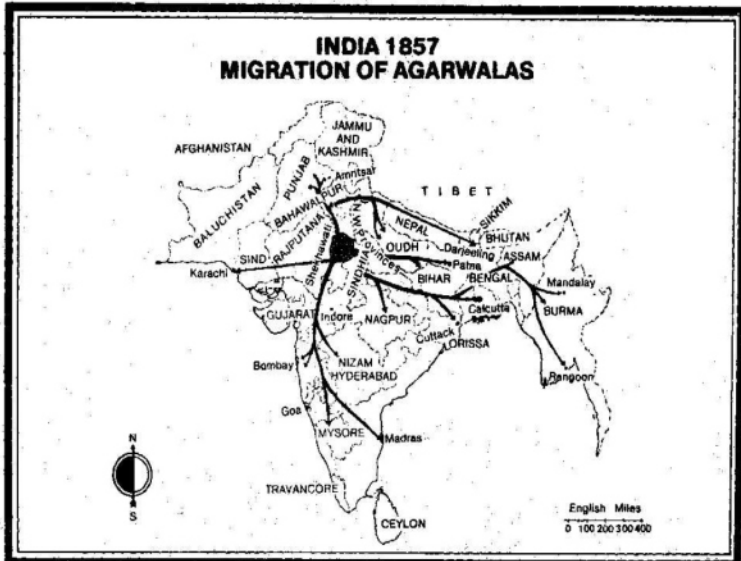 INDIA 1857
MIGRATION OF AGARWALAS
JAMMU
AND
KASHMIR
AFGHANISTAN
PUNJAB
Amritsar
BALUCHISTAN
BAHAWALPUR
TIBET
N.W.
Provinces
NEPAL
SIKKIM
RAJPUTANA
Shekhawati
OUDH
Darjeeling
BHUTAN
ASSAM
SIND
SINDHIA
Patna
Karachi
BIHAR
BENGAL
Mandalay
GUJARAT
Indore
NAGPUR
Calcutta
BURMA
Cuttack
ORISSA
Bombay
NIZAM
HYDERABAD
Rangoon
Goa
MYSORE
Madras
N
S
TRAVANCORE
CEYLON
English Miles
0 100 200 300 400